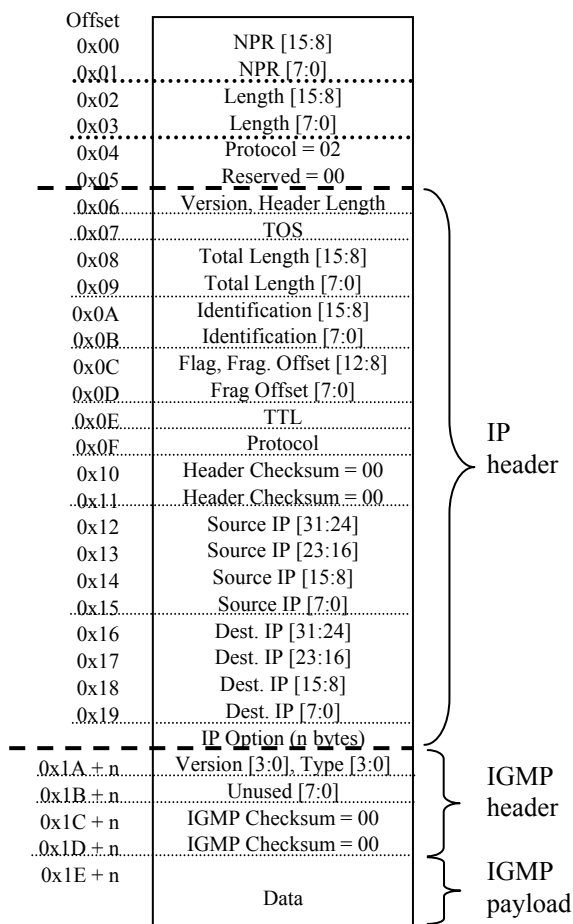 Offset
0x00 NPR [15:8]
0x01 NPR [7:0]
0x02 Length [15:8]
0x03 Length [7:0]
0x04 Protocol = 02
0x05 Reserved = 00
0x06 Version, Header Length
0x07 TOS
0x08 Total Length [15:8]
0x09 Total Length [7:0]
0x0A Identification [15:8]
0x0B Identification [7:0]
0x0C Flag, Frag. Offset [12:8]
0x0D Frag Offset [7:0]
0x0E TTL
0x0F Protocol
0x10 Header Checksum = 00
0x11 Header Checksum = 00
0x12 Source IP [31:24]
0x13 Source IP [23:16]
0x14 Source IP [15:8]
0x15 Source IP [7:0]
0x16 Dest. IP [31:24]
0x17 Dest. IP [23:16]
0x18 Dest. IP [15:8]
0x19 Dest. IP [7:0]
IP Option (n bytes)
IP
header
0x1A + n Version [3:0], Type [3:0]
0x1B + n Unused [7:0]
0x1C + n IGMP Checksum = 00
0x1D + n IGMP Checksum = 00
IGMP
header
0x1E + n
Data
IGMP
payload